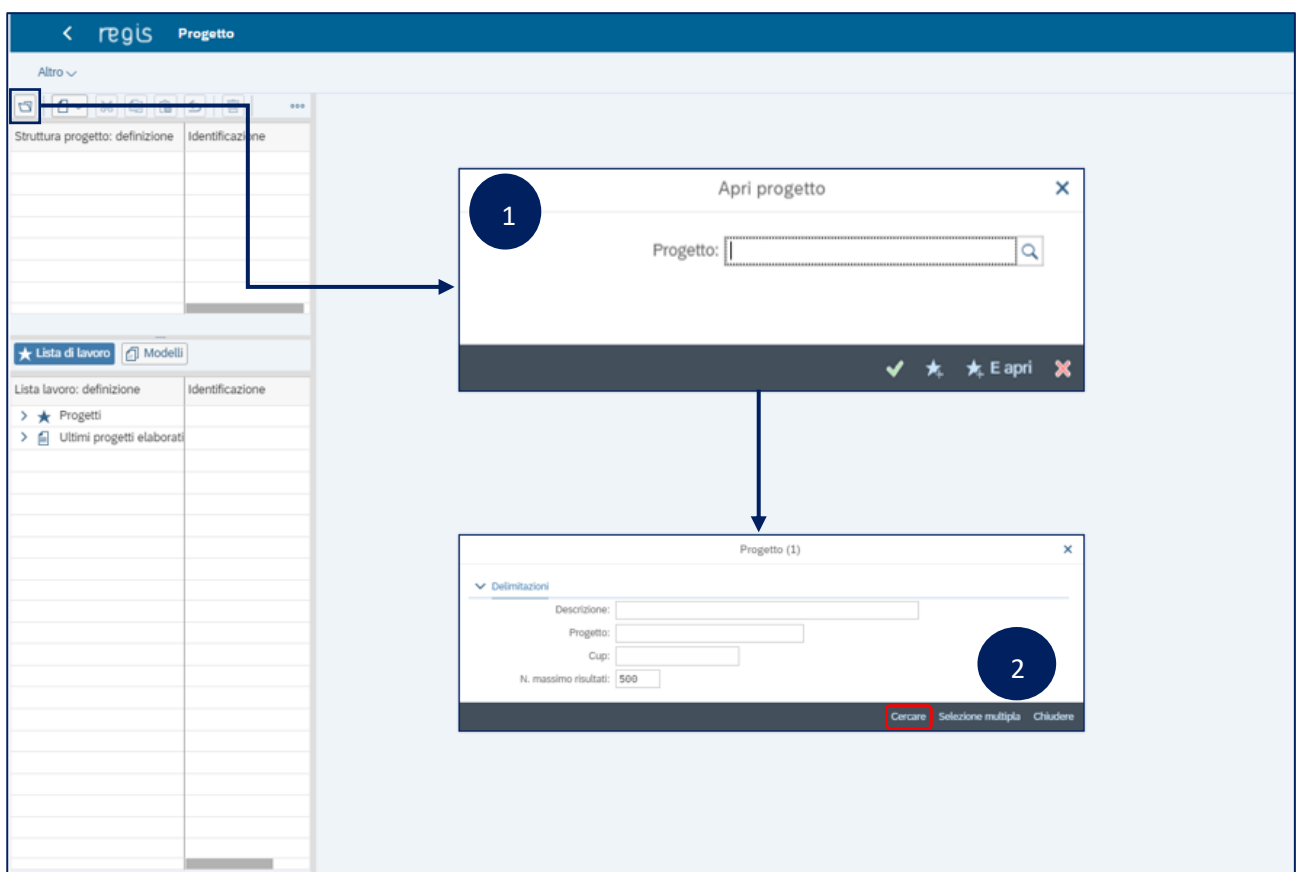 regis Progetto
Altro
Struttura progetto: definizione Identificazione
1
Apri progetto
Progetto:
E apri
Lista di lavoro Modelli
Lista lavoro: definizione Identificazione
Progetti
Ultimi progetti elaborati
Progetto (1)
Delimitazioni
Descrizione:
Progetto:
Cup:
N. massimo risultati: 500
2
Cercare Selezione multipla Chiudere